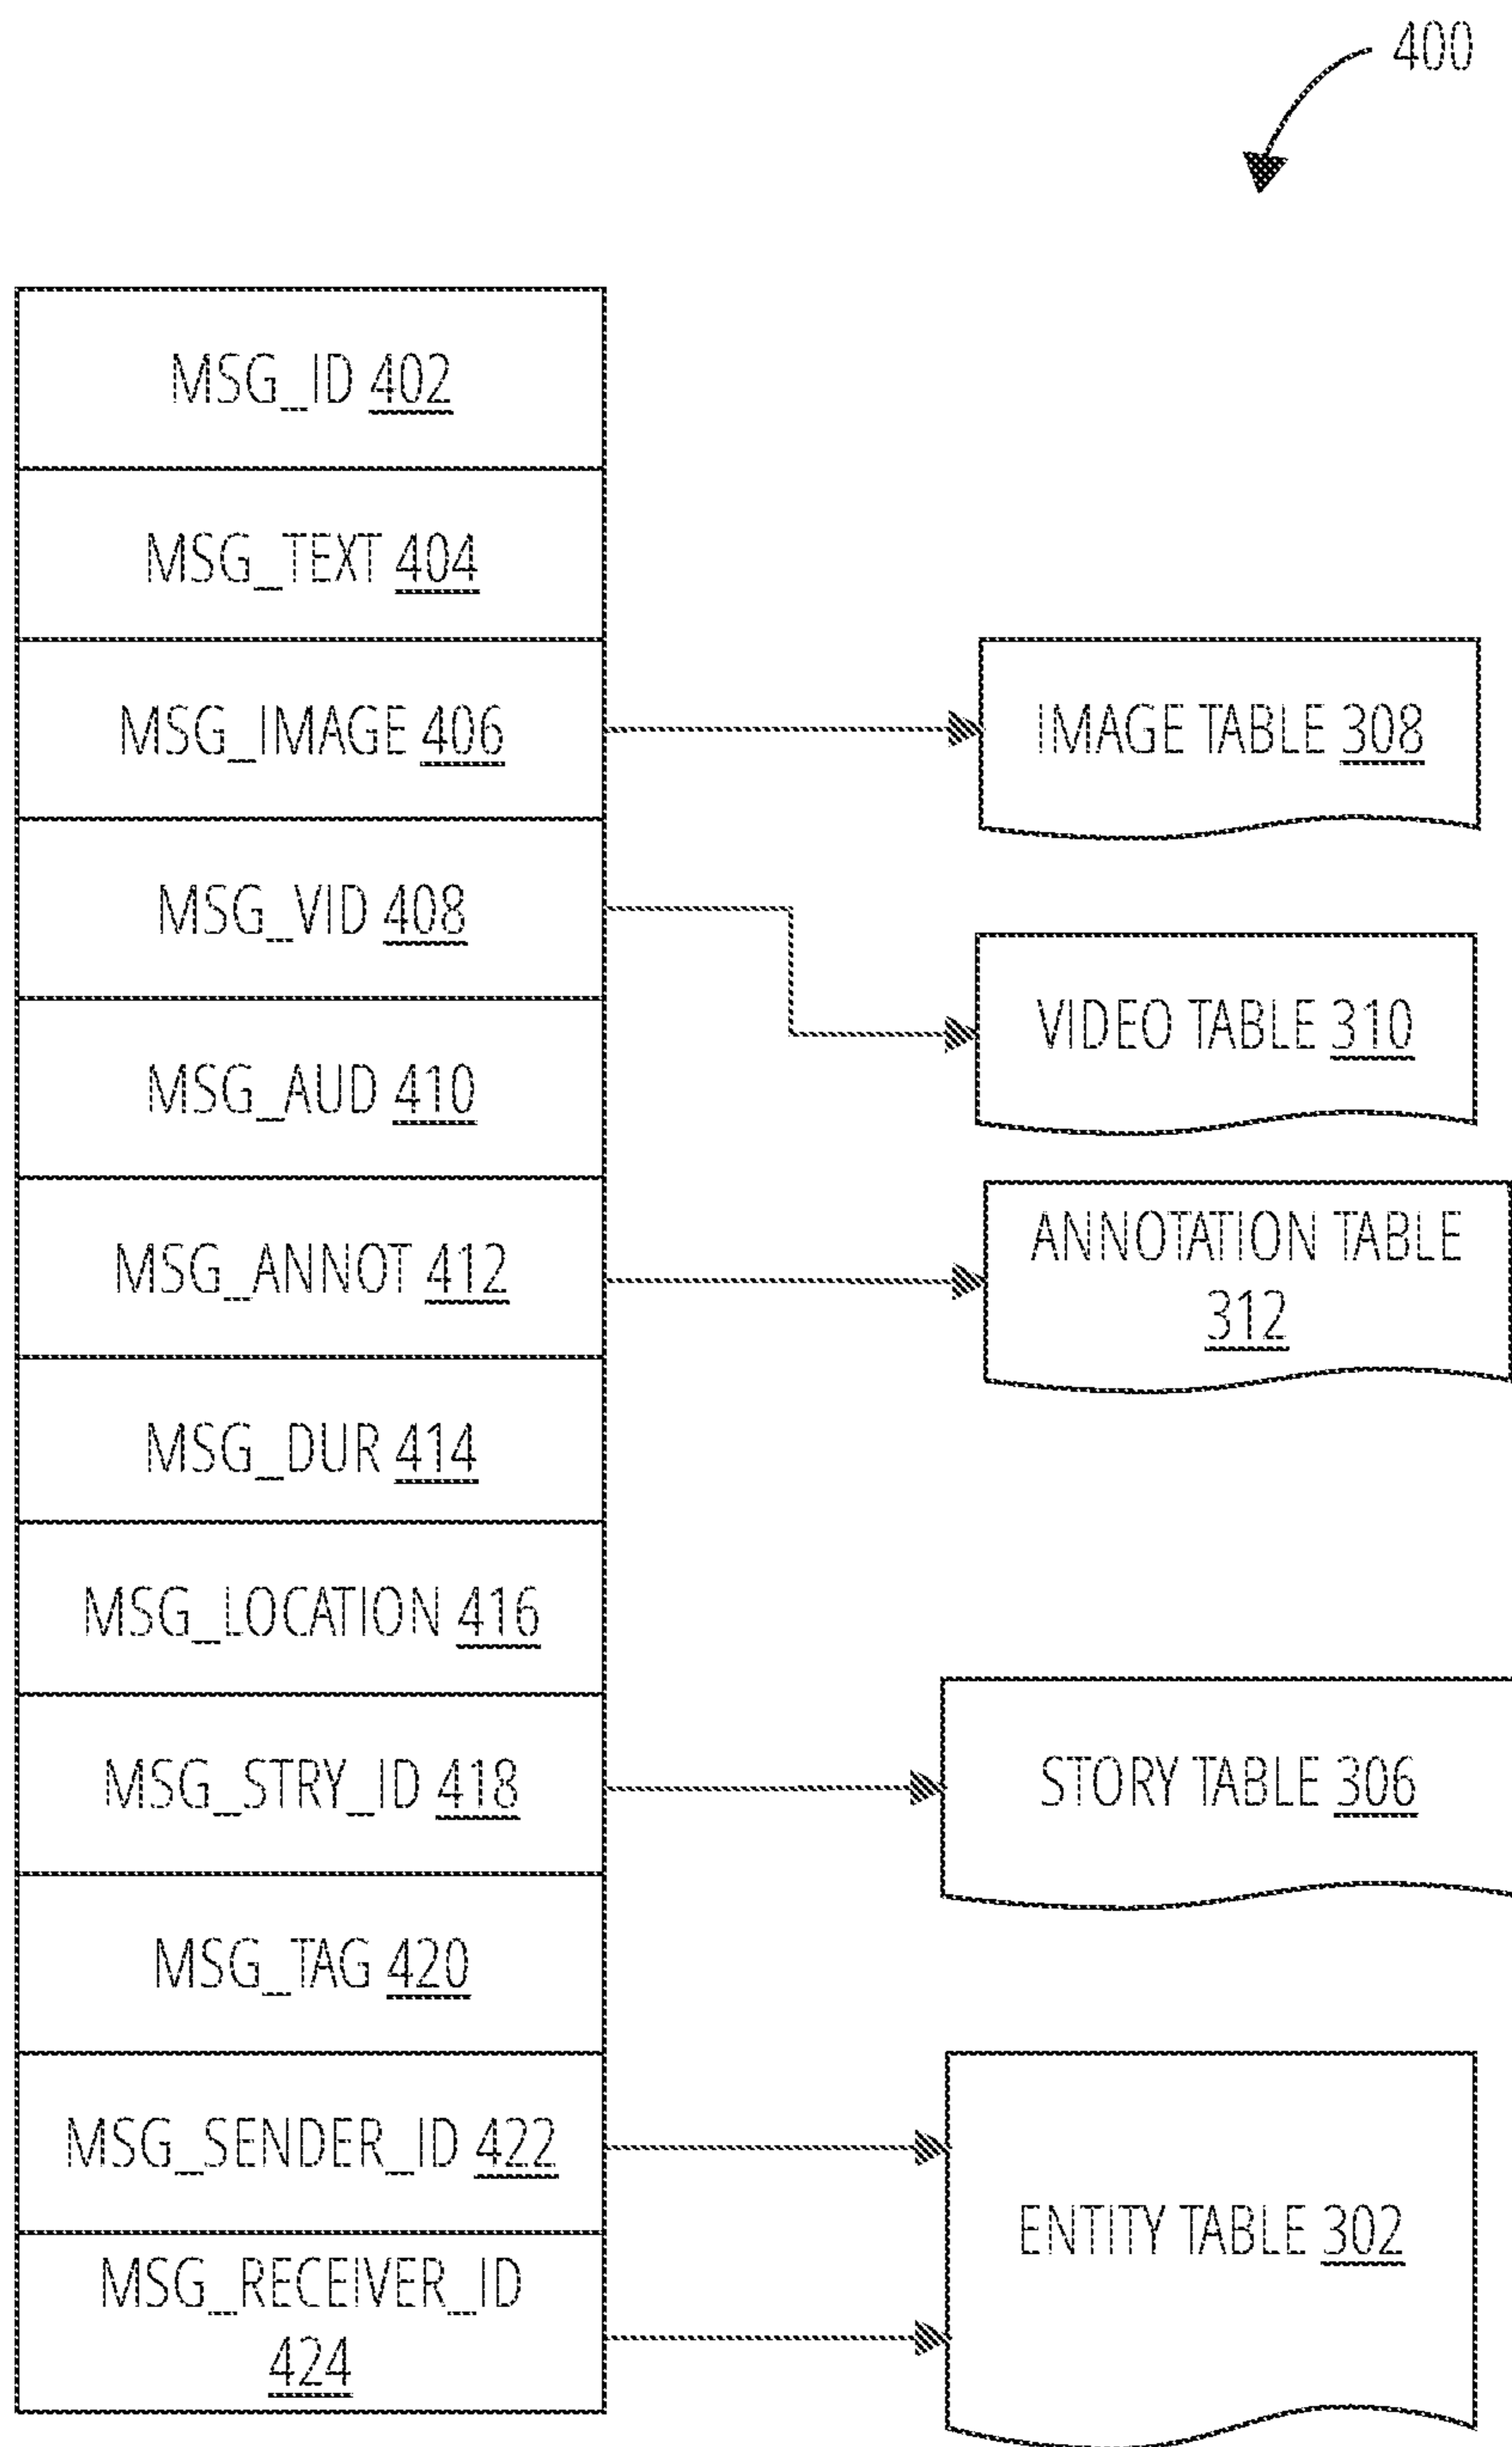 400
MSG_ID 402
MSG_TEXT 404
MSG_IMAGE 406
IMAGE TABLE 308
MSG_VID 408
VIDEO TABLE 310
MSG_AUD 410
MSG_ANNOT 412
ANNOTATION TABLE
312
MSG_DUR 414
MSG_LOCATION 416
MSG_STRY_ID 418
STORY TABLE 306
MSG_TAG 420
MSG_SENDER_ID 422
ENTITY TABLE 302
MSG_RECEIVER_ID
424